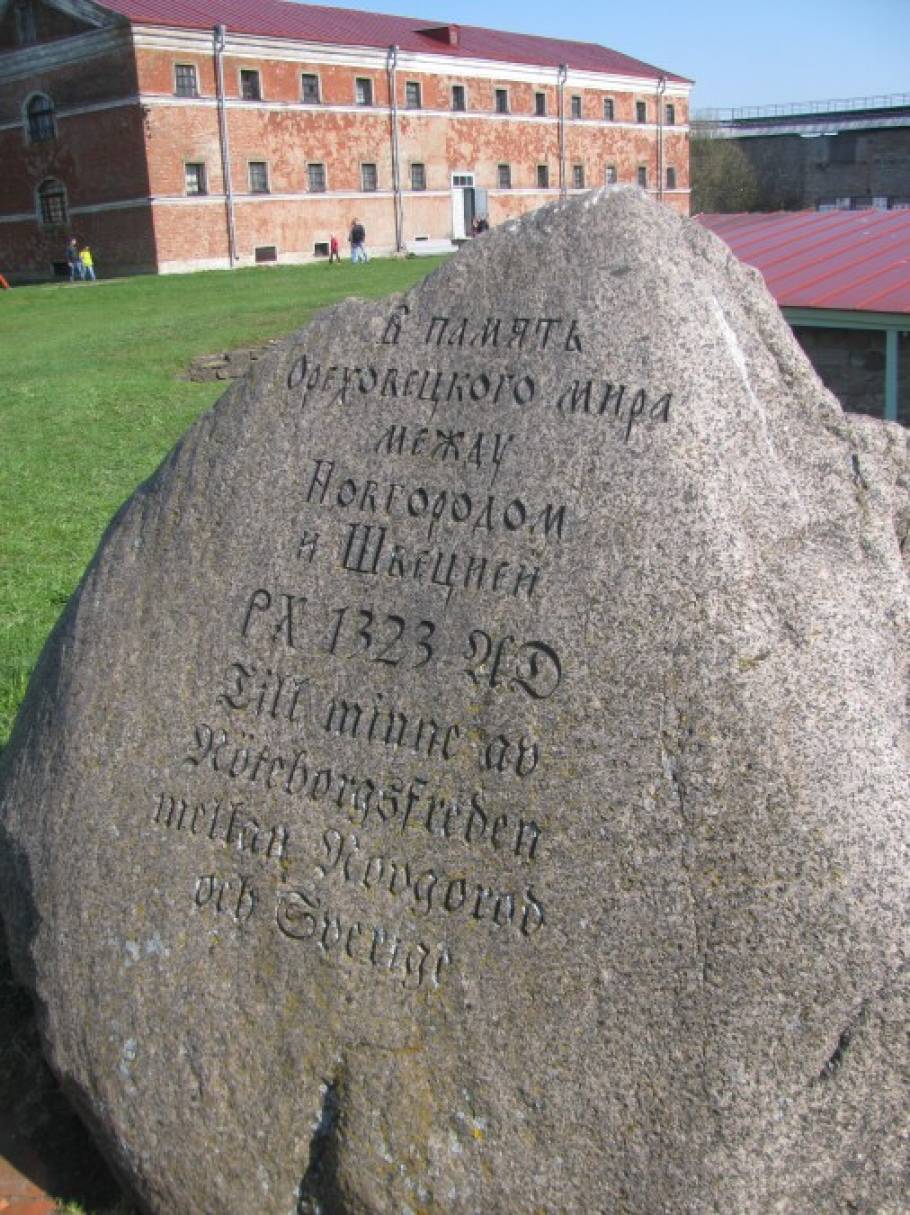 В память
Ореховецкого мира
между
Новгородом
и Швецией
РХ 1323 AD
Till minne av
Nöteborgsfreden
mellan Novgorod
och Sverige